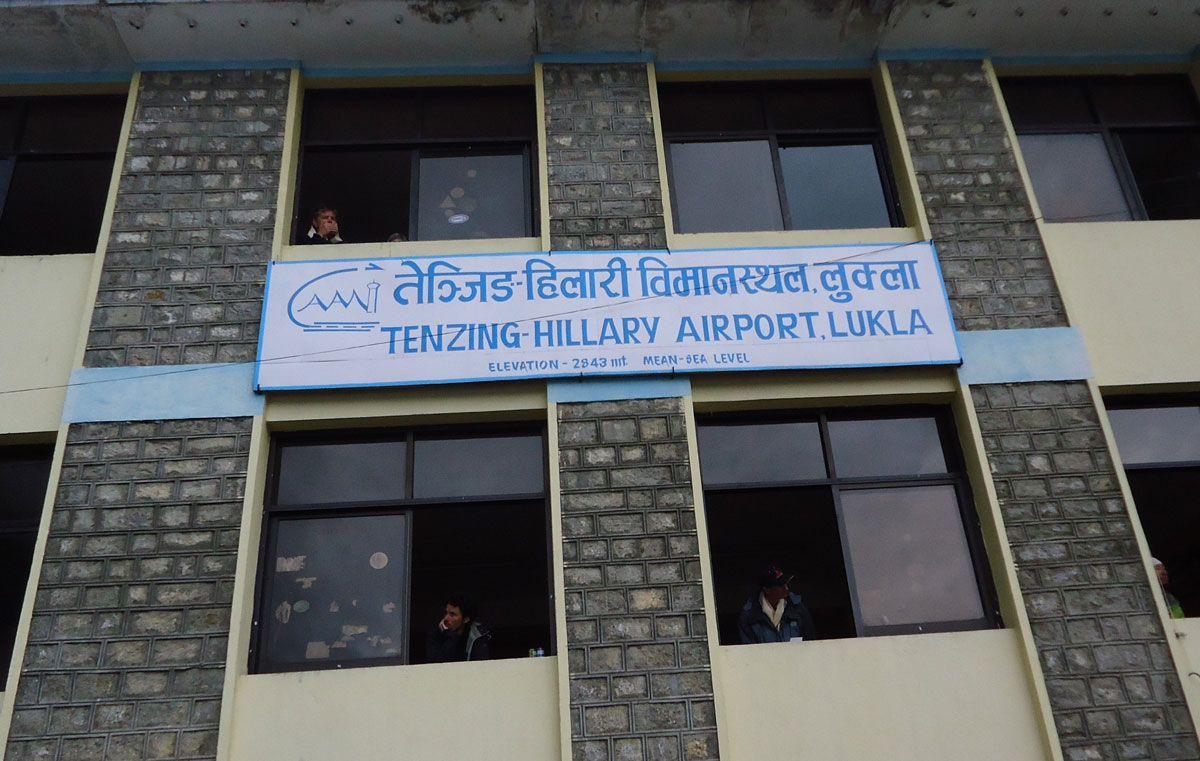 तेञ्जिङ-हिलारी विमानस्थल, लुक्ला
TENZING-HILLARY AIRPORT, LUKLA
ELEVATION - 2843 mt. MEAN-SEA LEVEL